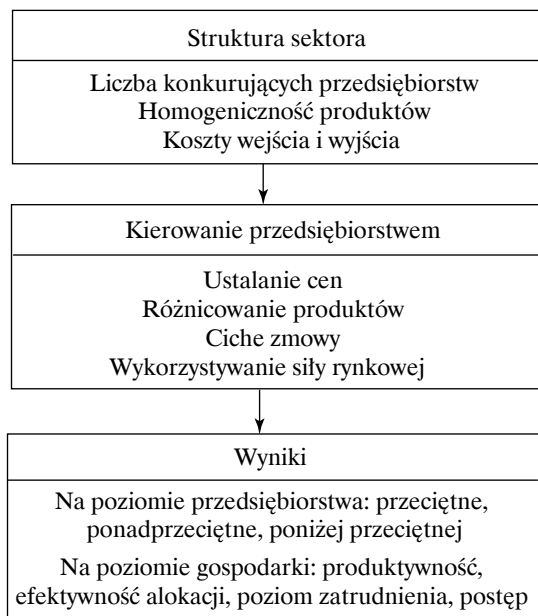 Struktura sektora
Liczba konkurujących przedsiębiorstw
Homogeniczność produktów
Koszty wejścia i wyjścia
Kierowanie przedsiębiorstwem
Ustalanie cen
Różnicowanie produktów
Ciche zmowy
Wykorzystywanie siły rynkowej
Wyniki
Na poziomie przedsiębiorstwa: przeciętne,
ponadprzeciętne, poniżej przeciętnej
Na poziomie gospodarki: produktywność,
efektywność alokacji, poziom zatrudnienia, postęp